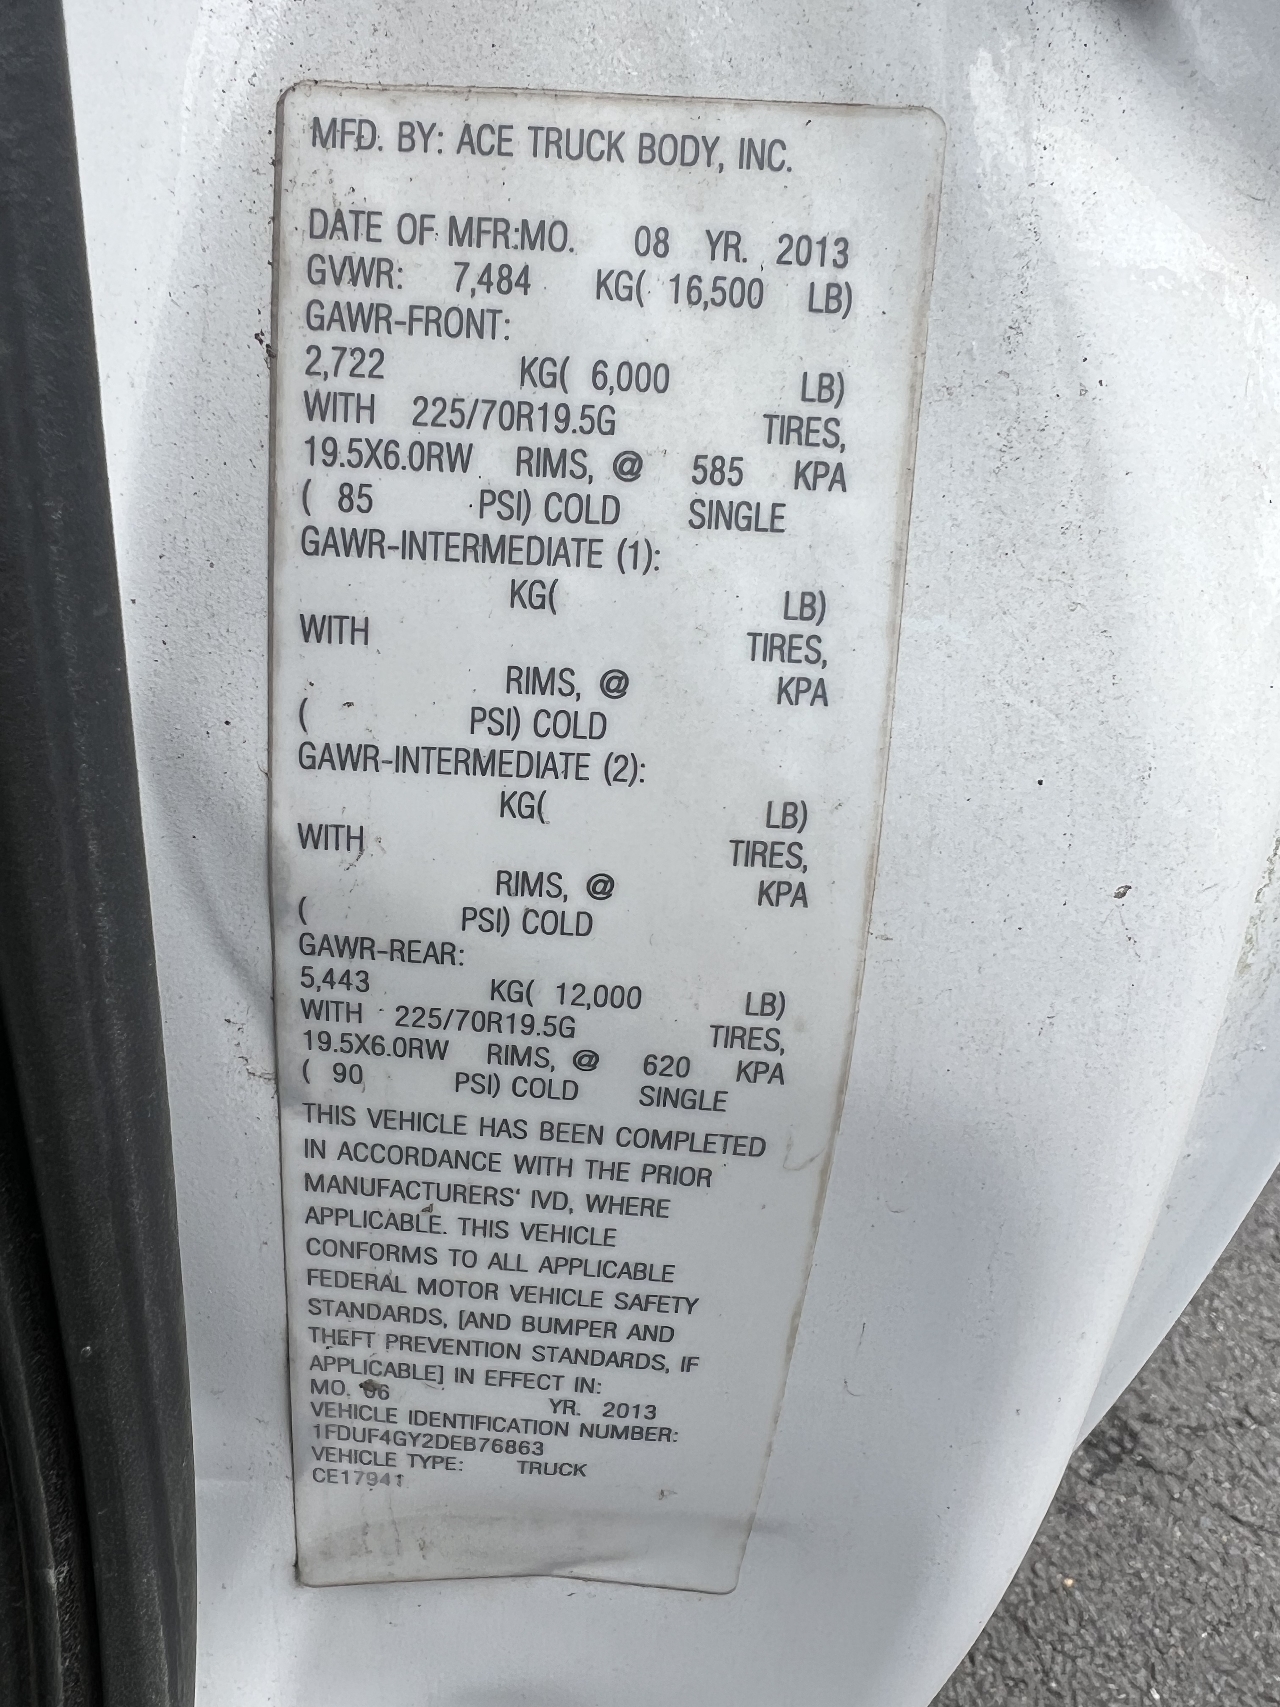 MFD. BY: ACE TRUCK BODY, INC.
DATE OF MFR:MO. 08 YR. 2013
GVWR: 7,484 KG( 16,500 LB)
GAWR-FRONT:
2,722 KG( 6,000 LB)
WITH 225/70R19.5G TIRES,
19.5X6.0RW RIMS, @ 585 KPA
( 85 PSI) COLD SINGLE
GAWR-INTERMEDIATE (1):
KG( LB)
WITH TIRES,
RIMS, @ KPA
( PSI) COLD
GAWR-INTERMEDIATE (2):
KG( LB)
WITH TIRES,
RIMS, @ KPA
( PSI) COLD
GAWR-REAR:
5,443 KG( 12,000 LB)
WITH 225/70R19.5G TIRES,
19.5X6.0RW RIMS, @ 620 KPA
( 90 PSI) COLD SINGLE
THIS VEHICLE HAS BEEN COMPLETED
IN ACCORDANCE WITH THE PRIOR
MANUFACTURERS' IVD, WHERE
APPLICABLE. THIS VEHICLE
CONFORMS TO ALL APPLICABLE
FEDERAL MOTOR VEHICLE SAFETY
STANDARDS, [AND BUMPER AND
THEFT PREVENTION STANDARDS, IF
APPLICABLE] IN EFFECT IN:
MO. 06 YR. 2013
VEHICLE IDENTIFICATION NUMBER:
1FDUF4GY2DEB76863
VEHICLE TYPE: TRUCK
CE17941